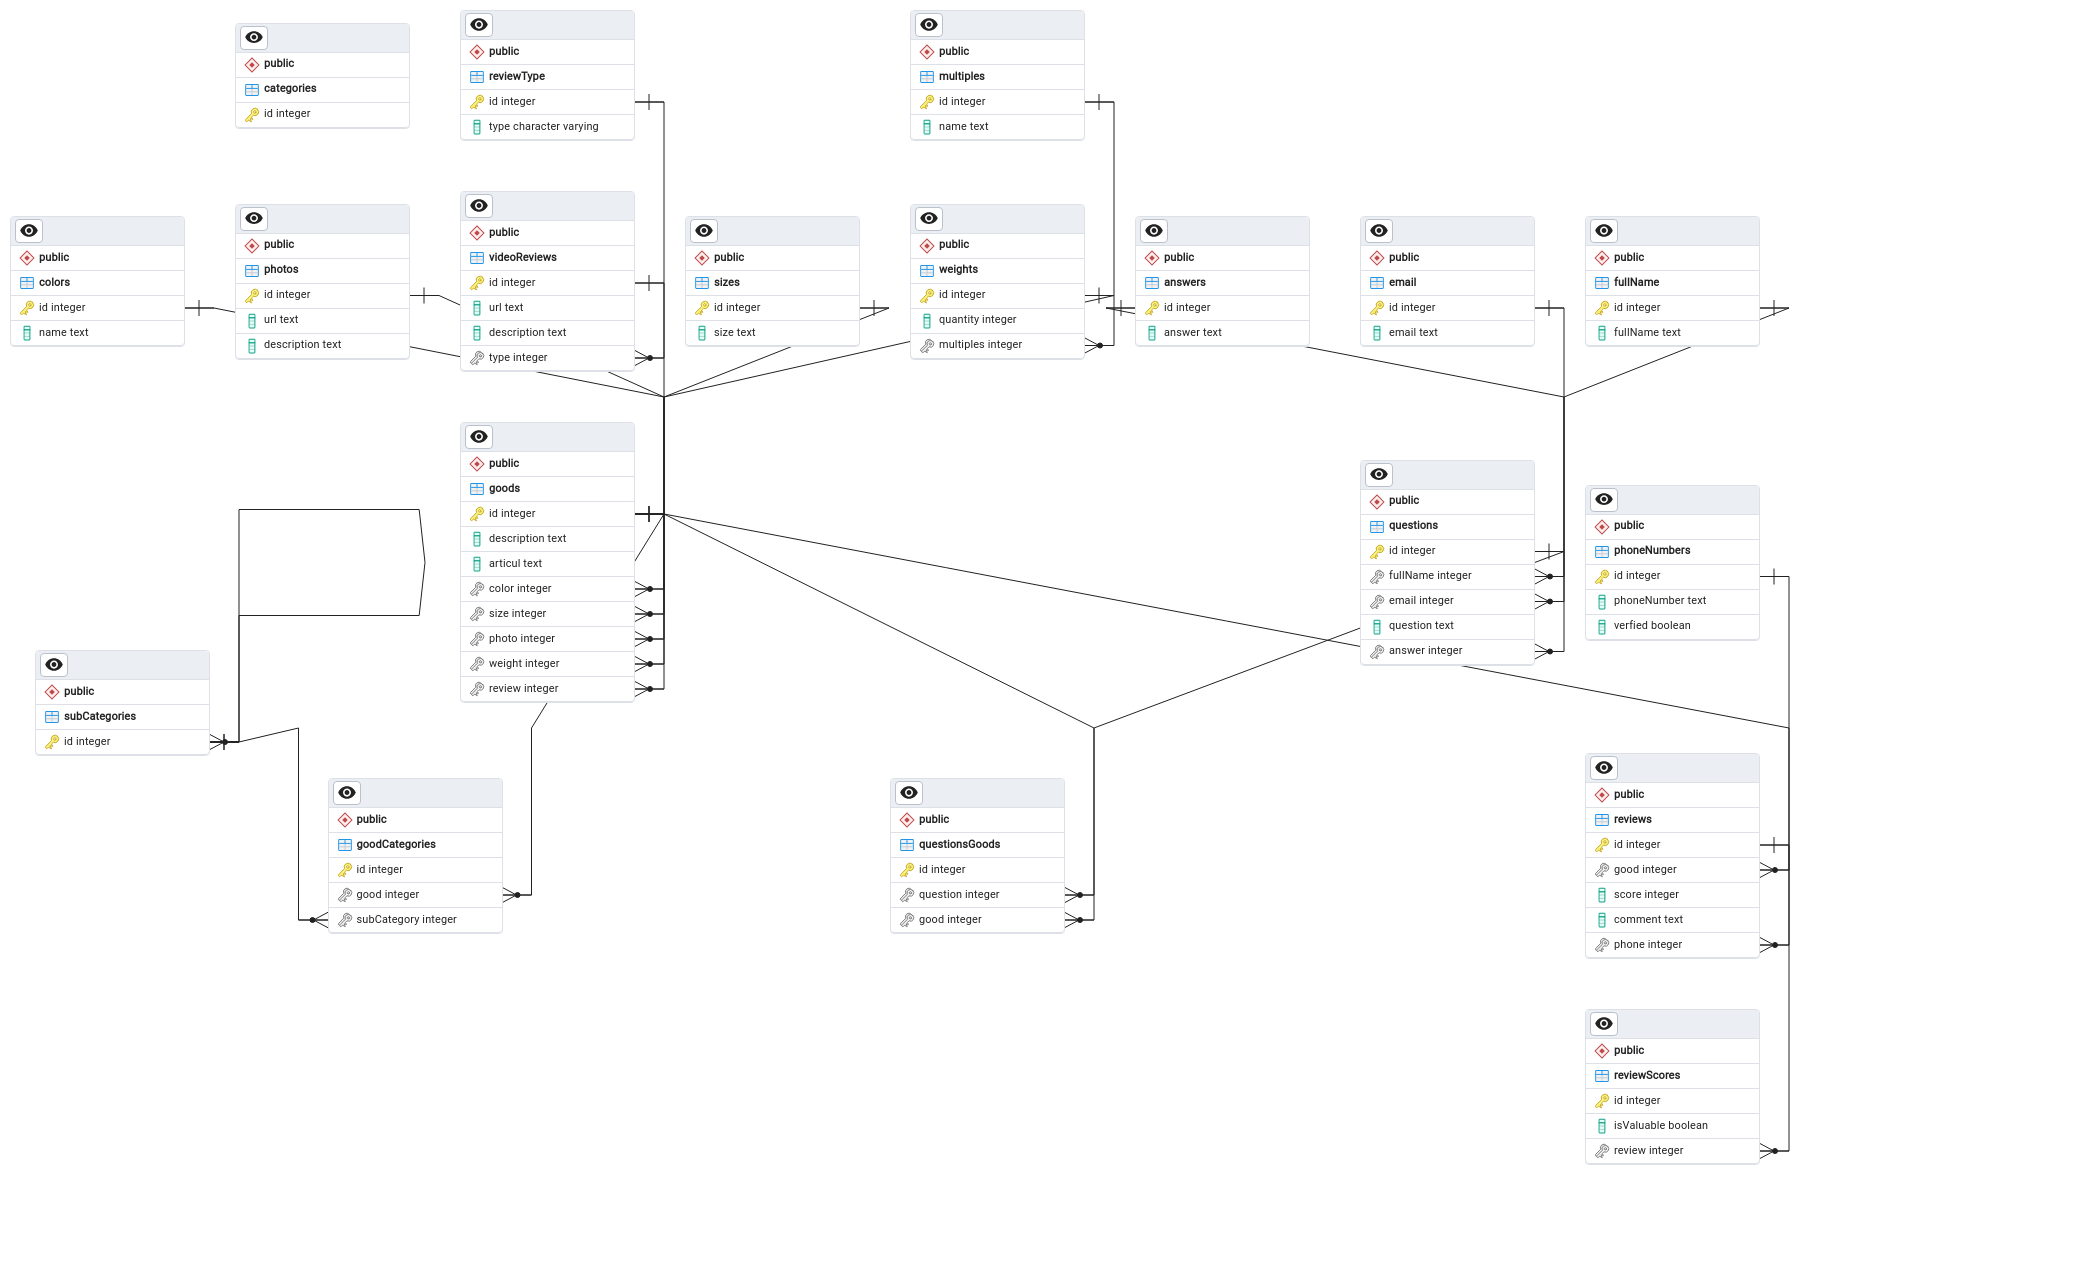 public
categories
id integer
public
reviewType
id integer
type character varying
public
multiples
id integer
name text
public
colors
id integer
name text
public
photos
id integer
url text
description text
public
videoReviews
id integer
url text
description text
type integer
public
sizes
id integer
size text
public
weights
id integer
quantity integer
multiples integer
public
answers
id integer
answer text
public
email
id integer
email text
public
fullName
id integer
fullName text
public
goods
id integer
description text
articul text
color integer
size integer
photo integer
weight integer
review integer
public
questions
id integer
fullName integer
email integer
question text
answer integer
public
phoneNumbers
id integer
phoneNumber text
verfied boolean
public
subCategories
id integer
public
goodCategories
id integer
good integer
subCategory integer
public
questionsGoods
id integer
question integer
good integer
public
reviews
id integer
good integer
score integer
comment text
phone integer
public
reviewScores
id integer
isValuable boolean
review integer